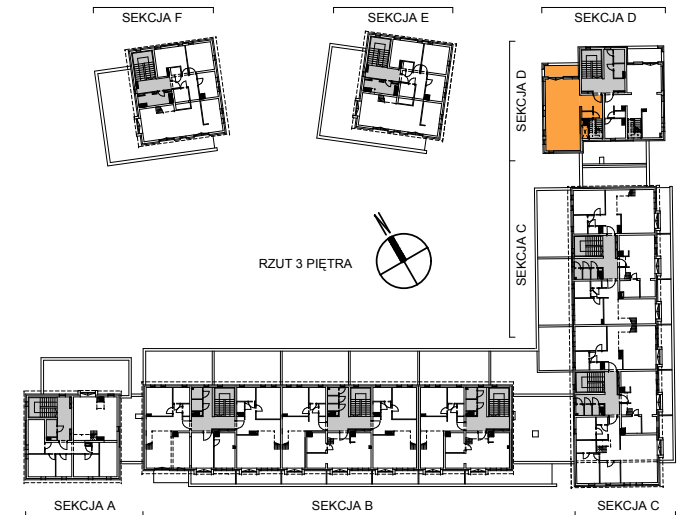 SEKCJA F
SEKCJA E
SEKCJA D
SEKCJA D
SEKCJA C
RZUT 3 PIĘTRA
SEKCJA A
SEKCJA B
SEKCJA C